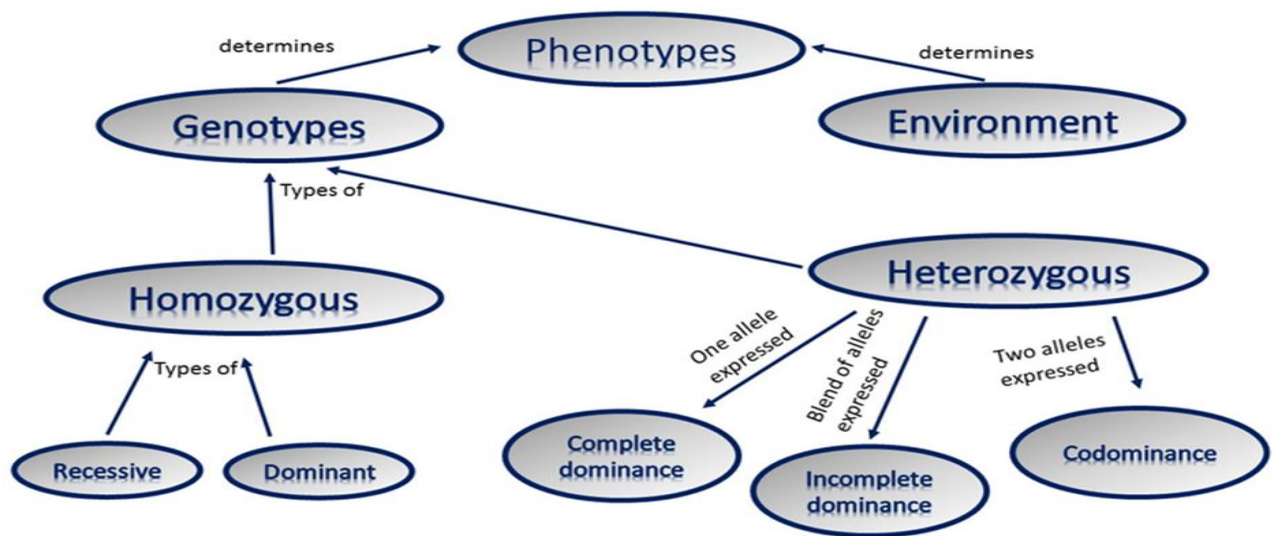 determines
Phenotypes
determines
Genotypes
Environment
Types of
Homozygous
Heterozygous
Types of
One allele
expressed
Blend of alleles
expressed
Two alleles
expressed
Recessive
Dominant
Complete
dominance
Incomplete
dominance
Codominance